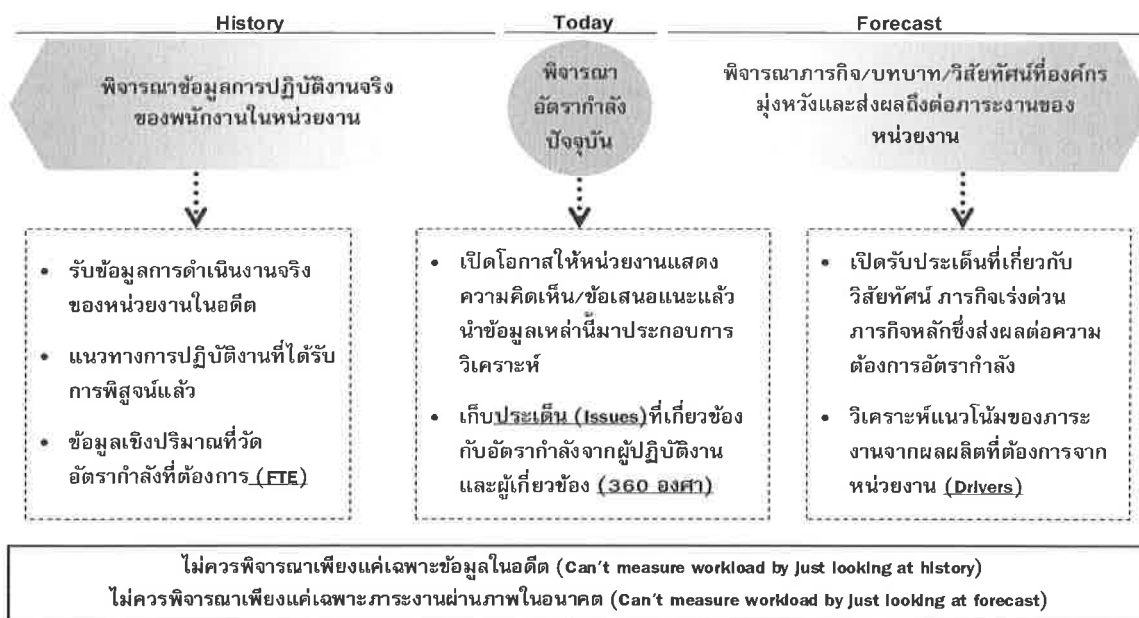 History
Today
Forecast
พิจารณาข้อมูลการปฏิบัติงานจริง
ของพนักงานในหน่วยงาน
พิจารณา
อัตรากำลัง
ปัจจุบัน
พิจารณาภารกิจ/บทบาท/วิสัยทัศน์ที่องค์กร
มุ่งหวังและส่งผลถึงต่อภาระงานของ
หน่วยงาน
• รับข้อมูลการดำเนินงานจริง
ของหน่วยงานในอดีต
• แนวทางการปฏิบัติงานที่ได้รับ
การพิสูจน์แล้ว
• ข้อมูลเชิงปริมาณที่วัด
อัตรากำลังที่ต้องการ (FTE)
• เปิดโอกาสให้หน่วยงานแสดง
ความคิดเห็น/ข้อเสนอแนะแล้ว
นำข้อมูลเหล่านี้มาประกอบการ
วิเคราะห์
• เก็บประเด็น (Issues)ที่เกี่ยวข้อง
กับอัตรากำลังจากผู้ปฏิบัติงาน
และผู้เกี่ยวข้อง (360 องศา)
• เปิดรับประเด็นที่เกี่ยวกับ
วิสัยทัศน์ ภารกิจเร่งด่วน
ภารกิจหลักซึ่งส่งผลต่อความ
ต้องการอัตรากำลัง
• วิเคราะห์แนวโน้มของภาระ
งานจากผลผลิตที่ต้องการจาก
หน่วยงาน (Drivers)
ไม่ควรพิจารณาเพียงแค่เฉพาะข้อมูลในอดีต (Can't measure workload by just looking at history)
ไม่ควรพิจารณาเพียงแค่เฉพาะภาระงานผ่านภาพในอนาคต (Can't measure workload by just looking at forecast)